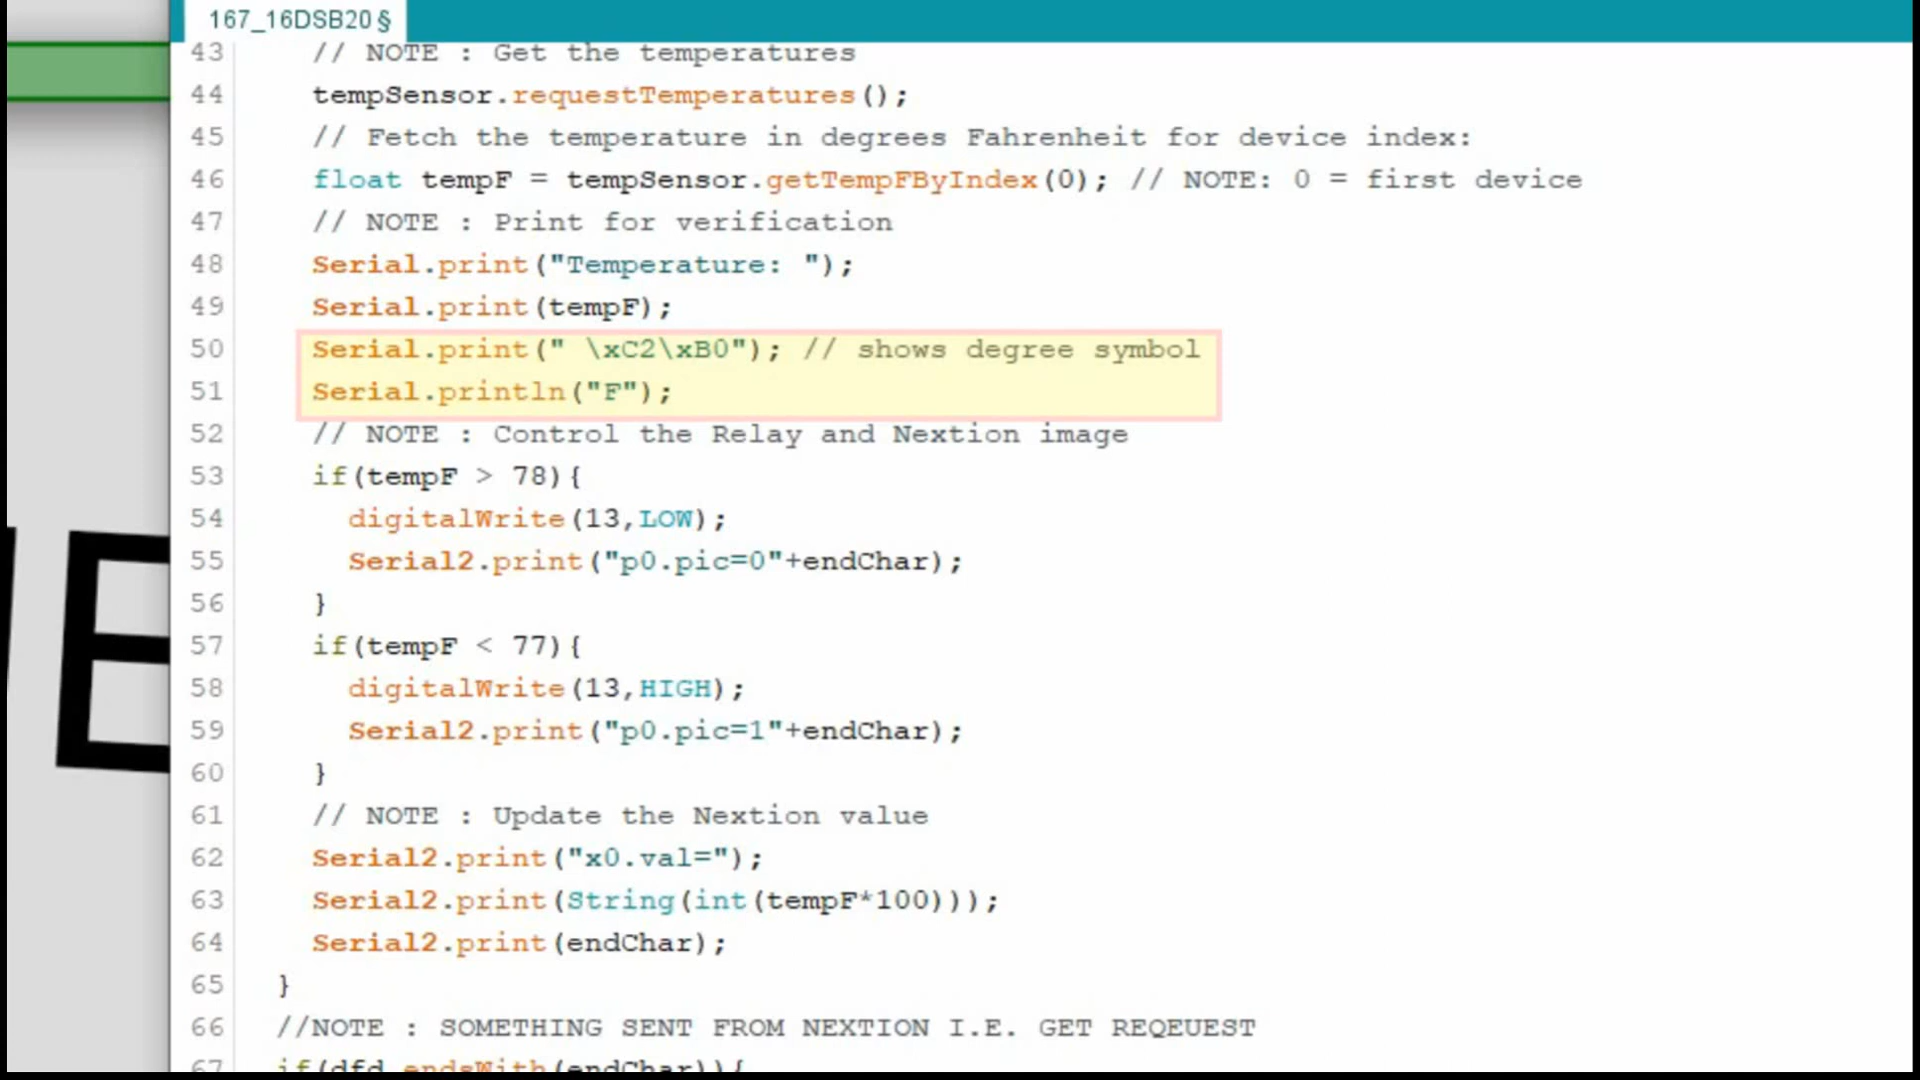 167_16DSB20 §
43 // NOTE : Get the temperatures
44 tempSensor.requestTemperatures();
45 // Fetch the temperature in degrees Fahrenheit for device index:
46 float tempF = tempSensor.getTempFByIndex(0); // NOTE: 0 = first device
47 // NOTE : Print for verification
48 Serial.print("Temperature: ");
49 Serial.print(tempF);
50 Serial.print(" \xC2\xB0"); // shows degree symbol
51 Serial.println("F");
52 // NOTE : Control the Relay and Nextion image
53 if(tempF > 78){
54 digitalWrite(13,LOW);
55 Serial2.print("p0.pic=0"+endChar);
56 }
57 if(tempF < 77){
58 digitalWrite(13,HIGH);
59 Serial2.print("p0.pic=1"+endChar);
60 }
61 // NOTE : Update the Nextion value
62 Serial2.print("x0.val=");
63 Serial2.print(String(int(tempF*100)));
64 Serial2.print(endChar);
65 }
66 //NOTE : SOMETHING SENT FROM NEXTION I.E. GET REQEUEST
67 if(dfd.endsWith(endChar)){